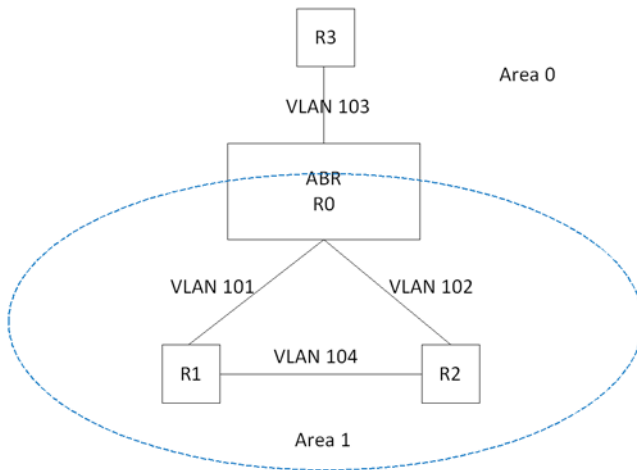 R3
Area 0
VLAN 103
ABR
R0
VLAN 101
VLAN 102
VLAN 104
R1
R2
Area 1